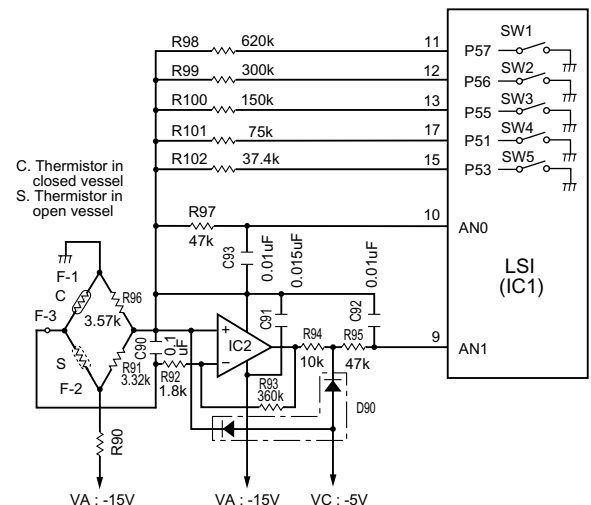 SW1
R98 620k 11 P57
SW2
R99 300k 12 P56
SW3
R100 150k 13 P55
SW4
R101 75k 17 P51
SW5
R102 37.4k 15 P53
C. Thermistor in
closed vessel
S. Thermistor in
open vessel
R97
47k
10
AN0
C93
0.01uF
0.015uF
0.01uF
LSI
(IC1)
F-1
C
F-3
R96
3.57k
S
F-2
R91
3.32k
C90
0.1
uF
R92
1.8k
+
−
IC2
C91
C92
R94
10k
R95
47k
9
AN1
R93
360k
D90
R90
VA : -15V
VA : -15V
VC : -5V